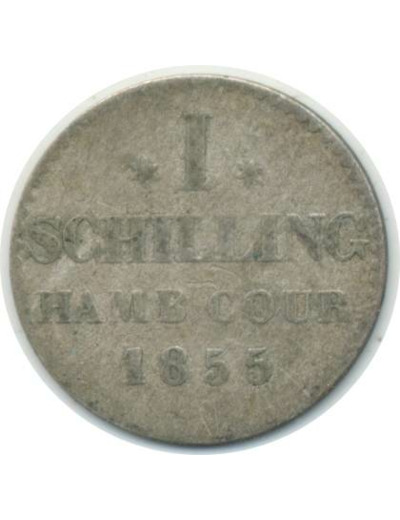 * I *
SCHILLING
HAMB COUR
1855